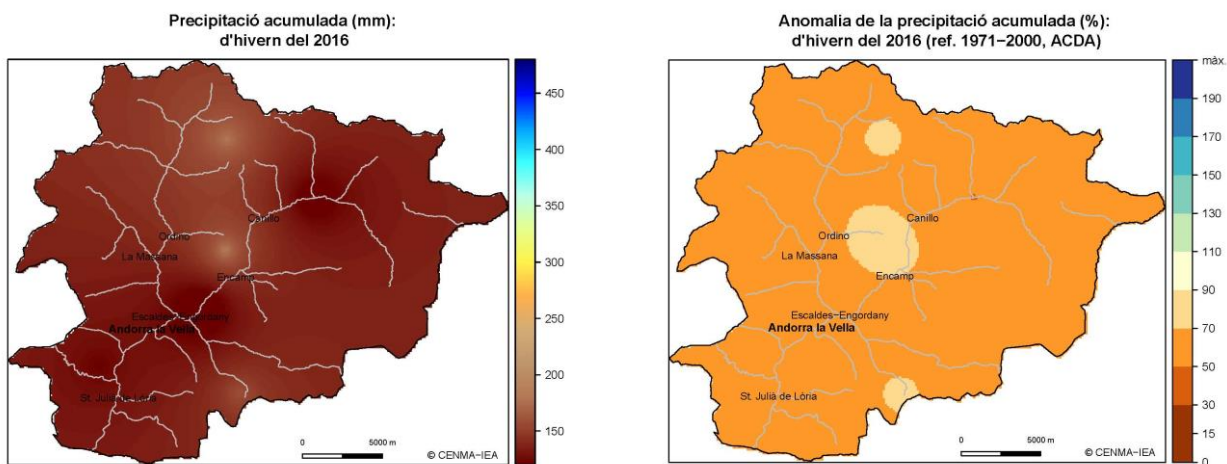 Precipitació acumulada (mm):
d'hivern del 2016
450
400
350
300
250
200
150
Canillo
Ordino
La Massana
Encamp
Escaldes−Engordany
Andorra la Vella
St. Julià de Lòria
0 5000 m
© CENMA−IEA
Anomalia de la precipitació acumulada (%):
d'hivern del 2016 (ref. 1971−2000, ACDA)
màx.
190
170
150
130
110
90
70
50
30
15
0
Canillo
Ordino
La Massana
Encamp
Escaldes−Engordany
Andorra la Vella
St. Julià de Lòria
0 5000 m
© CENMA−IEA